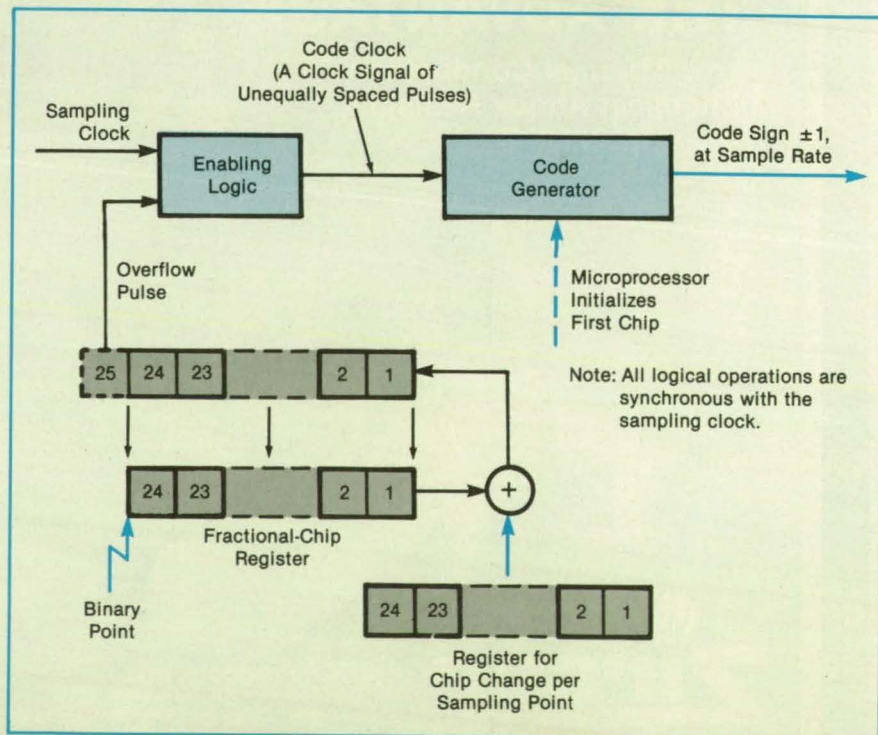 Code Clock
(A Clock Signal of
Unequally Spaced Pulses)
Sampling
Clock
Enabling
Logic
Code
Generator
Code Sign ±1,
at Sample Rate
Overflow
Pulse
Microprocessor
Initializes
First Chip
25 24 23 2 1
Note: All logical operations are
synchronous with the
sampling clock.
24 23 2 1
+
Fractional-Chip
Register
Binary
Point
24 23 2 1
Register for
Chip Change per
Sampling Point